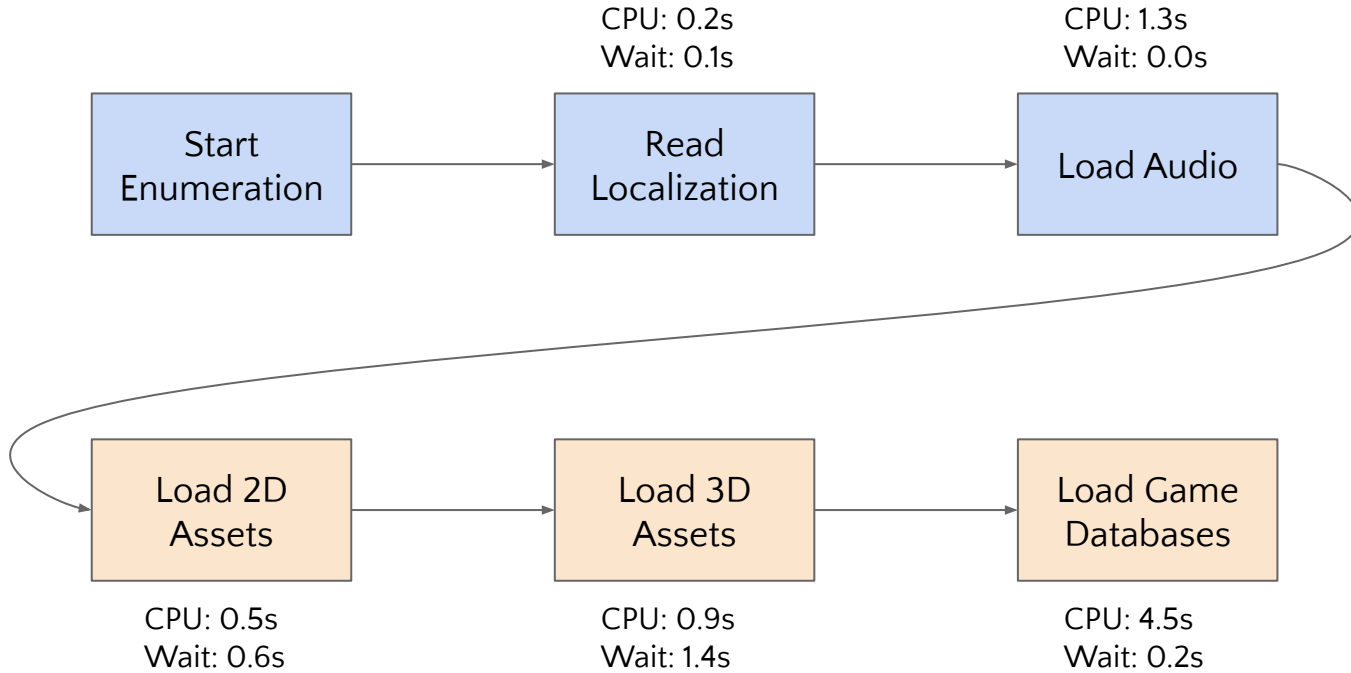 CPU: 0.2s
Wait: 0.1s
CPU: 1.3s
Wait: 0.0s
Start
Enumeration
Read
Localization
Load Audio
Load 2D
Assets
Load 3D
Assets
Load Game
Databases
CPU: 0.5s
Wait: 0.6s
CPU: 0.9s
Wait: 1.4s
CPU: 4.5s
Wait: 0.2s